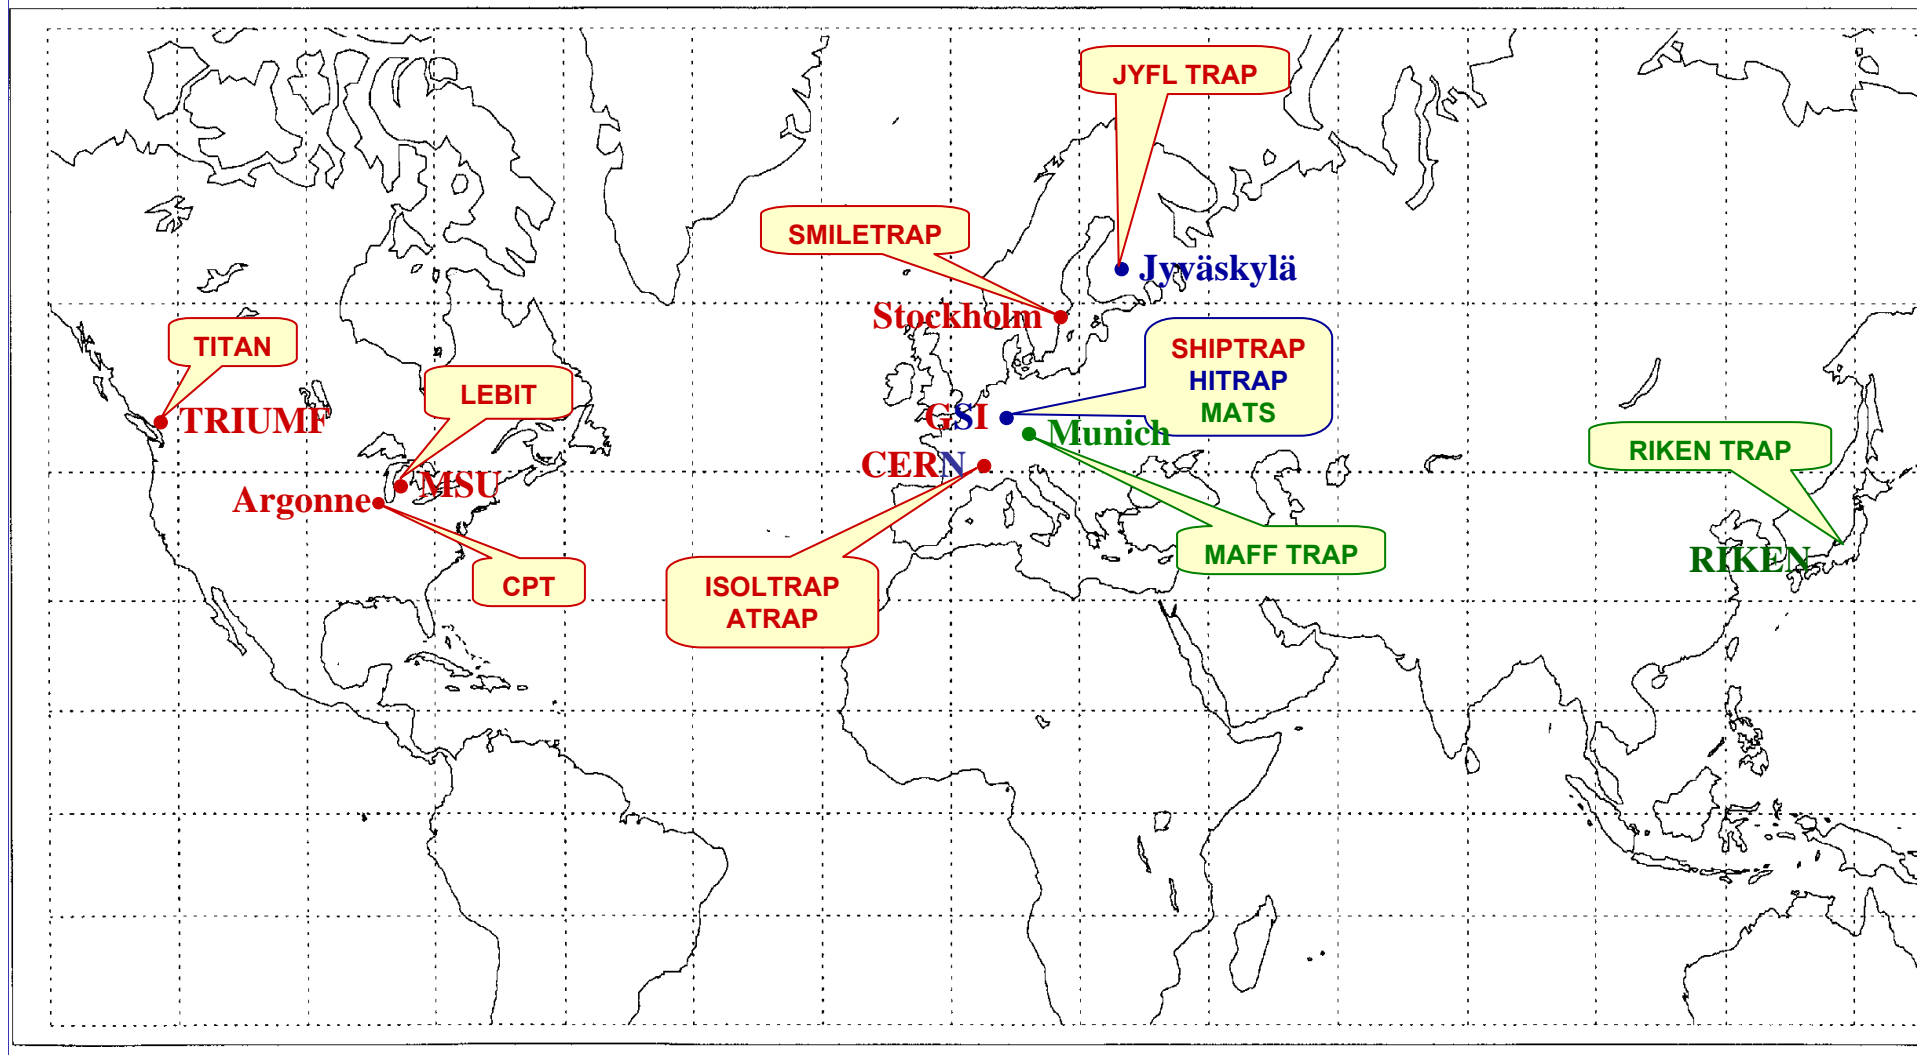 JYFL TRAP
SMILETRAP
Jyväskylä
Stockholm
TITAN
SHIPTRAP
HITRAP
MATS
LEBIT
TRIUMF
GSI
Munich
RIKEN TRAP
CERN
MSU
Argonne
MAFF TRAP
RIKEN
CPT
ISOLTRAP
ATRAP